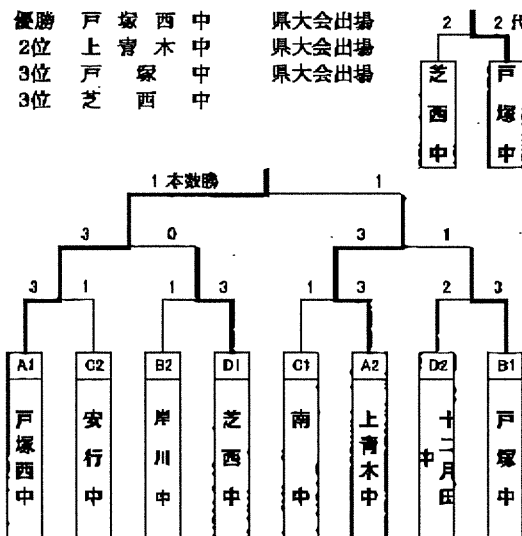 優勝 戸塚西中 県大会出場
2位 上青木中 県大会出場
3位 戸塚中 県大会出場
3位 芝西中
2 2 代
芝西中 戸塚中
1 本数勝 1
3 0 3 1
3 1 1 3 1 3 2 3
A1 C2 B2 D1 C1 A2 D2 B1
戸塚西中 安行中 岸川中 芝西中 南中 上青木中 十二月田中 戸塚中